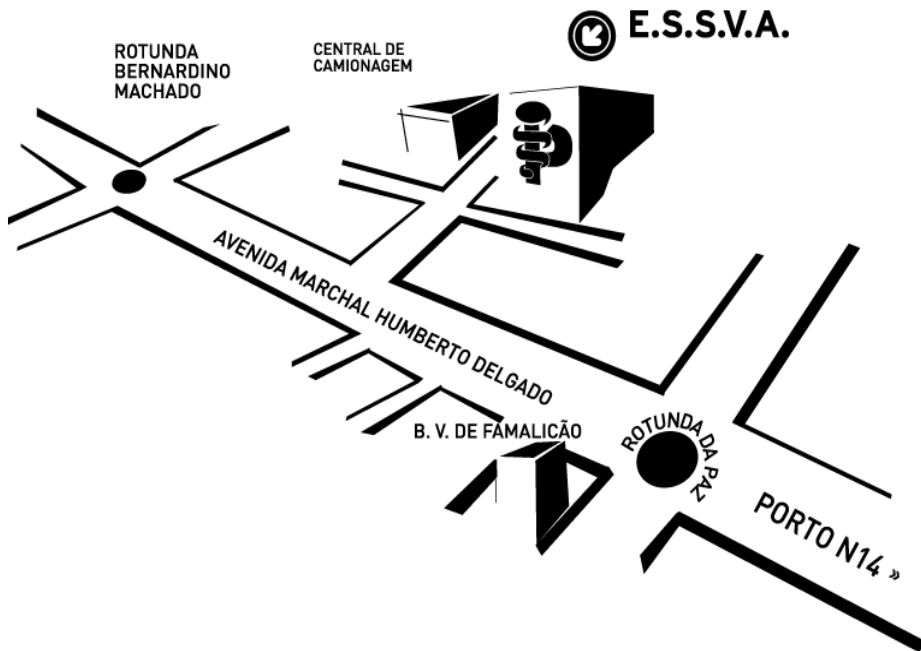 E.S.S.V.A.
ROTUNDA
BERNARDINO
MACHADO
CENTRAL DE
CAMIONAGEM
AVENIDA MARCHAL HUMBERTO DELGADO
B. V. DE FAMALICÃO
ROTUNDA DA PAZ
PORTO N14 »